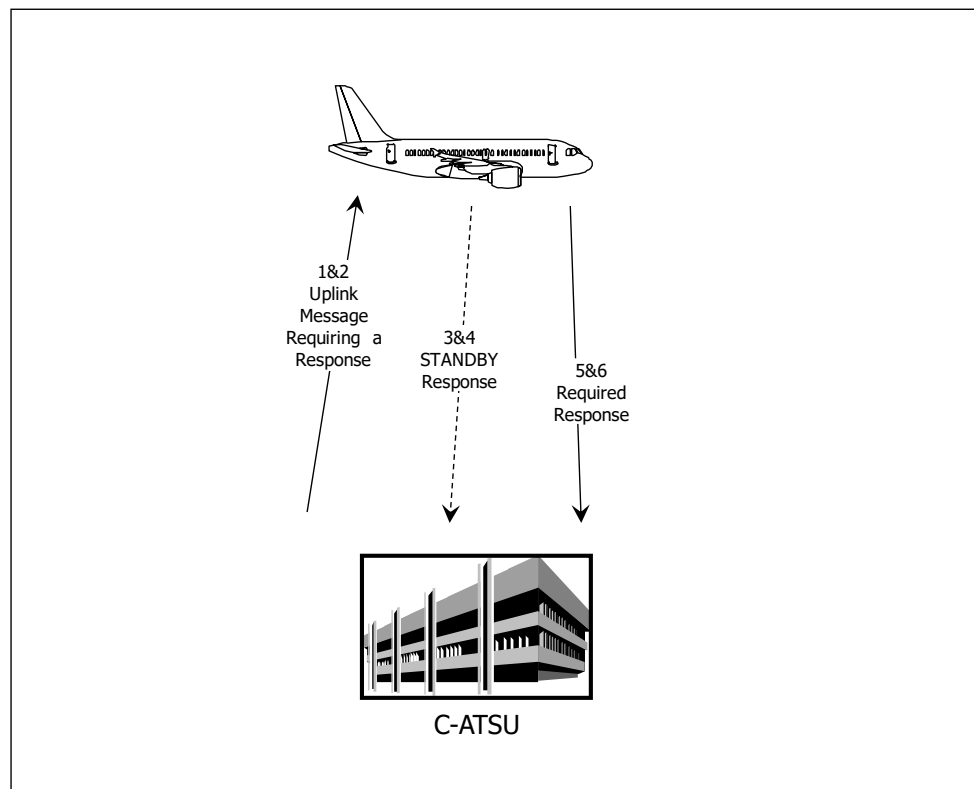 1&2
Uplink
Message
Requiring a
Response
3&4
STANDBY
Response
5&6
Required
Response
C-ATSU